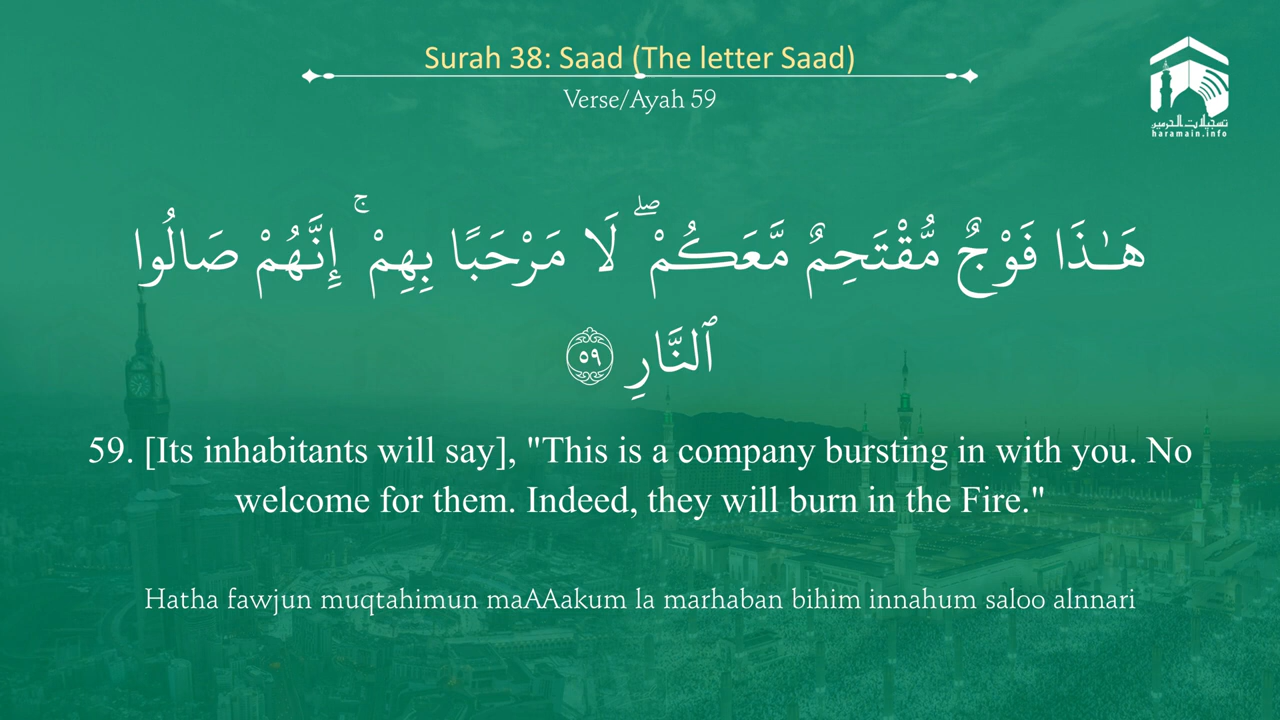 Surah 38: Saad (The letter Saad)
Verse/Ayah 59
تسجيلات الحرمين
haramain.info
هَـٰذَا فَوْجٌ مُّقْتَحِمٌ مَّعَكُمْ ۖ لَا مَرْحَبًا بِهِمْ ۚ إِنَّهُمْ صَالُوا
ٱلنَّارِ ﴿٥٩﴾
59. [Its inhabitants will say], "This is a company bursting in with you. No
welcome for them. Indeed, they will burn in the Fire."
Hatha fawjun muqtahimun maAAakum la marhaban bihim innahum saloo alnnari